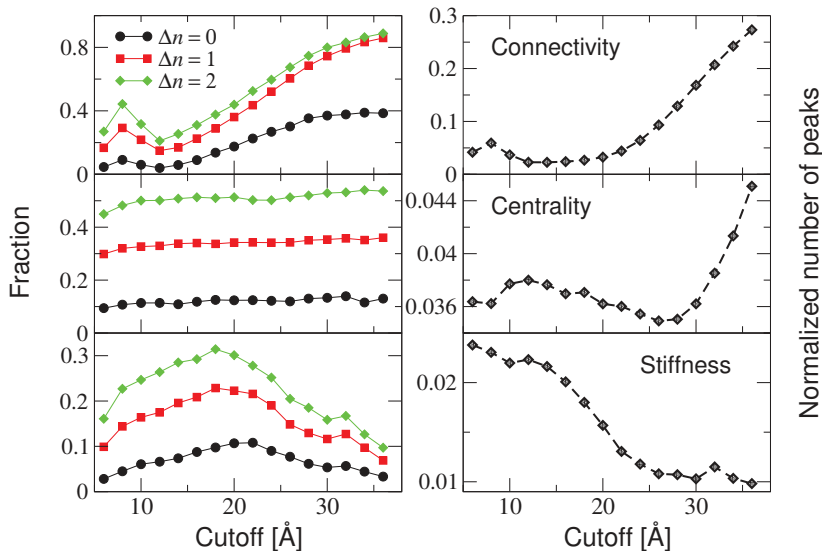 Δn = 0
Δn = 1
Δn = 2
0.8
0.4
0
Connectivity
0.3
0.2
0.1
0
0.4
0.2
0
Centrality
0.044
0.04
0.036
0.3
0.2
0.1
0
Stiffness
0.02
0.01
10 20 30
10 20 30
Cutoff [Å]
Cutoff [Å]
Fraction
Normalized number of peaks